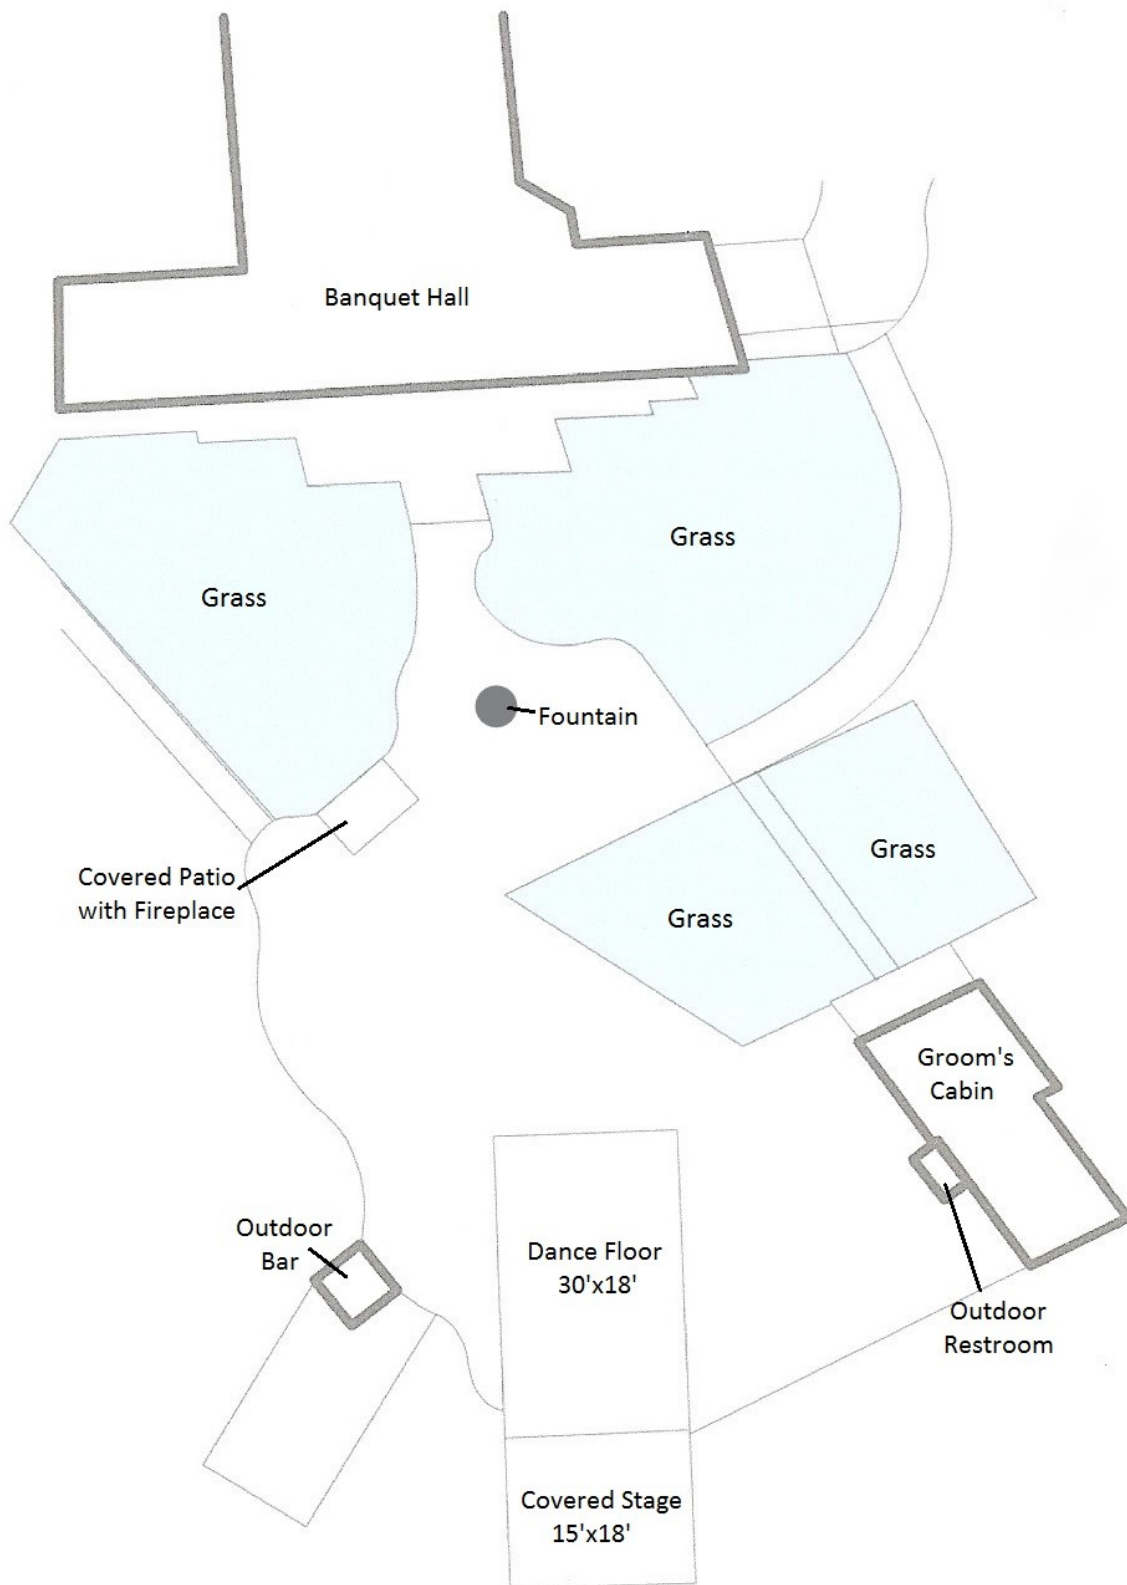 Banquet Hall
Grass
Grass
Fountain
Covered Patio
with Fireplace
Grass
Grass
Groom's
Cabin
Outdoor
Bar
Dance Floor
30'x18'
Outdoor
Restroom
Covered Stage
15'x18'